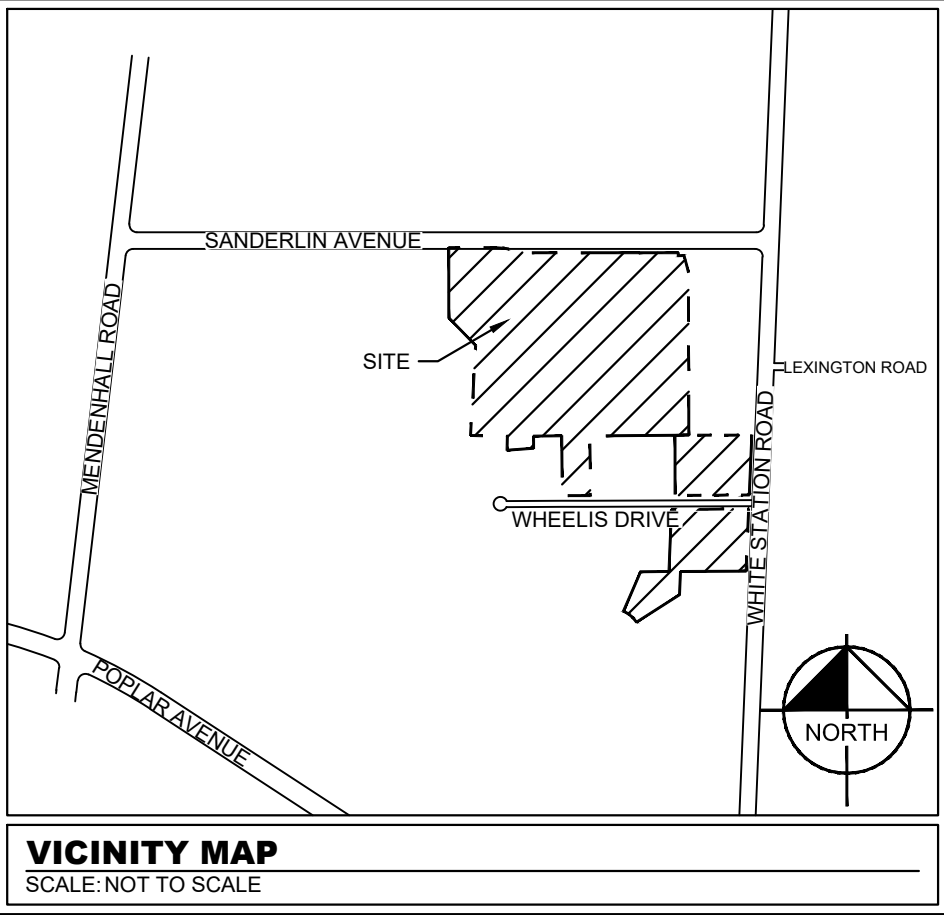 SANDERLIN AVENUE
MENDENHALL ROAD
SITE
LEXINGTON ROAD
WHITE STATION ROAD
WHEELIS DRIVE
POPLAR AVENUE
NORTH
VICINITY MAP
SCALE: NOT TO SCALE